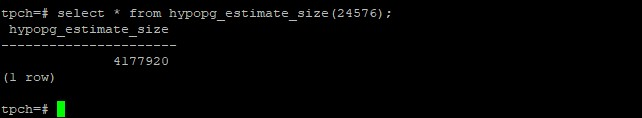 tpch=# select * from hypopg_estimate_size(24576);
 hypopg_estimate_size
----------------------
              4177920
(1 row)

tpch=#